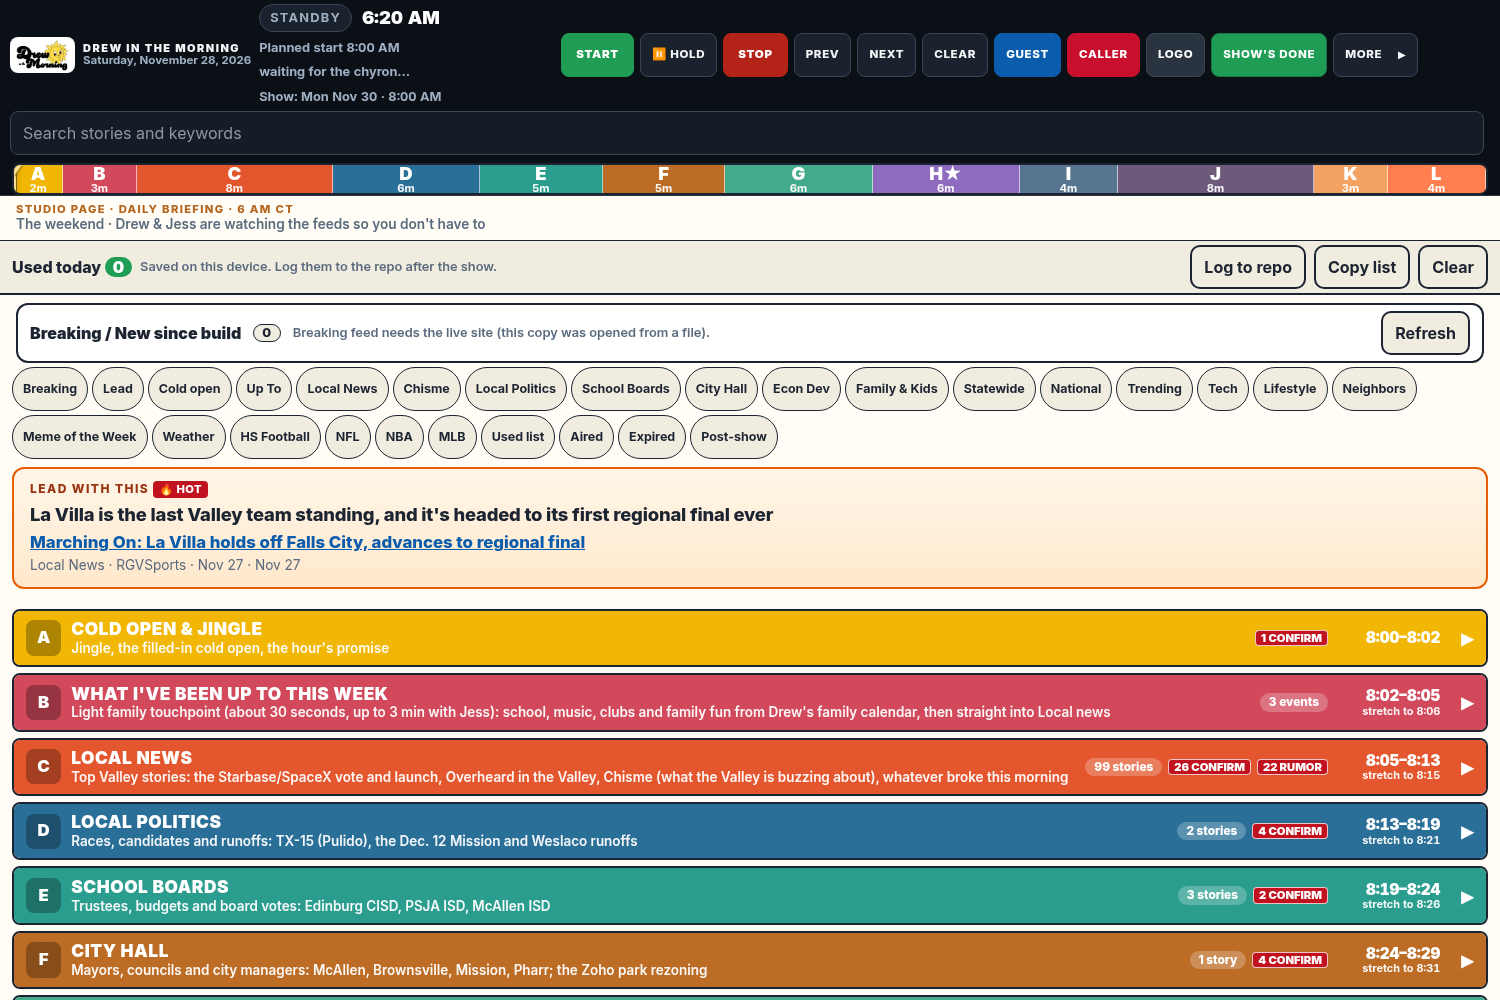 Drew in the Morning
DREW IN THE MORNING
Saturday, November 28, 2026
STANDBY 6:20 AM
Planned start 8:00 AM
waiting for the chyron...
Show: Mon Nov 30 · 8:00 AM
START
⏸ HOLD
STOP
PREV
NEXT
CLEAR
GUEST
CALLER
LOGO
SHOW'S DONE
MORE ▸
Search stories and keywords
A B C D E F G H★ I J K L
2m 3m 8m 6m 5m 5m 6m 6m 4m 8m 3m 4m
STUDIO PAGE · DAILY BRIEFING · 6 AM CT
The weekend · Drew & Jess are watching the feeds so you don't have to
Used today 0 Saved on this device. Log them to the repo after the show. Log to repo Copy list Clear
Breaking / New since build 0 Breaking feed needs the live site (this copy was opened from a file). Refresh
Breaking Lead Cold open Up To Local News Chisme Local Politics School Boards City Hall Econ Dev Family & Kids Statewide National Trending Tech Lifestyle Neighbors
Meme of the Week Weather HS Football NFL NBA MLB Used list Aired Expired Post-show
LEAD WITH THIS 🔥 HOT
La Villa is the last Valley team standing, and it's headed to its first regional final ever
Marching On: La Villa holds off Falls City, advances to regional final
Local News · RGVSports · Nov 27 · Nov 27
A COLD OPEN & JINGLE 1 CONFIRM 8:00–8:02 ▶
Jingle, the filled-in cold open, the hour's promise
B WHAT I'VE BEEN UP TO THIS WEEK 3 events 8:02–8:05 ▶
Light family touchpoint (about 30 seconds, up to 3 min with Jess): school, music, clubs and family fun from Drew's family calendar, then straight into Local news stretch to 8:06
C LOCAL NEWS 99 stories 26 CONFIRM 22 RUMOR 8:05–8:13 ▶
Top Valley stories: the Starbase/SpaceX vote and launch, Overheard in the Valley, Chisme (what the Valley is buzzing about), whatever broke this morning stretch to 8:15
D LOCAL POLITICS 2 stories 4 CONFIRM 8:13–8:19 ▶
Races, candidates and runoffs: TX-15 (Pulido), the Dec. 12 Mission and Weslaco runoffs stretch to 8:21
E SCHOOL BOARDS 3 stories 2 CONFIRM 8:19–8:24 ▶
Trustees, budgets and board votes: Edinburg CISD, PSJA ISD, McAllen ISD stretch to 8:26
F CITY HALL 1 story 4 CONFIRM 8:24–8:29 ▶
Mayors, councils and city managers: McAllen, Brownsville, Mission, Pharr; the Zoho park rezoning stretch to 8:31